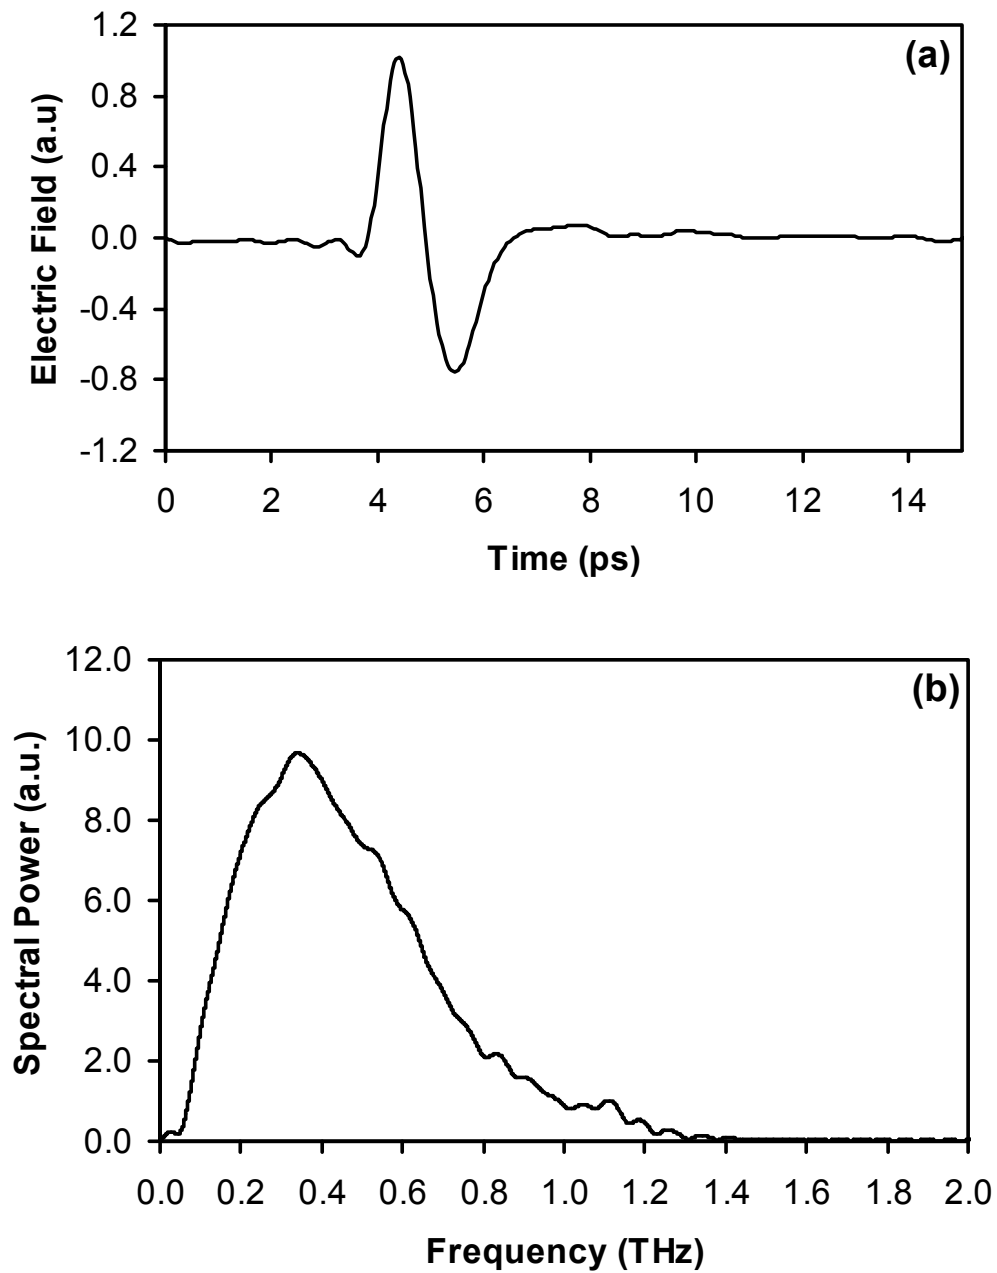 (a)
1.2
0.8
0.4
0.0
-0.4
-0.8
-1.2
Electric Field (a.u)
0 2 4 6 8 10 12 14
Time (ps)
(b)
12.0
10.0
8.0
6.0
4.0
2.0
0.0
Spectral Power (a.u.)
0.0 0.2 0.4 0.6 0.8 1.0 1.2 1.4 1.6 1.8 2.0
Frequency (THz)